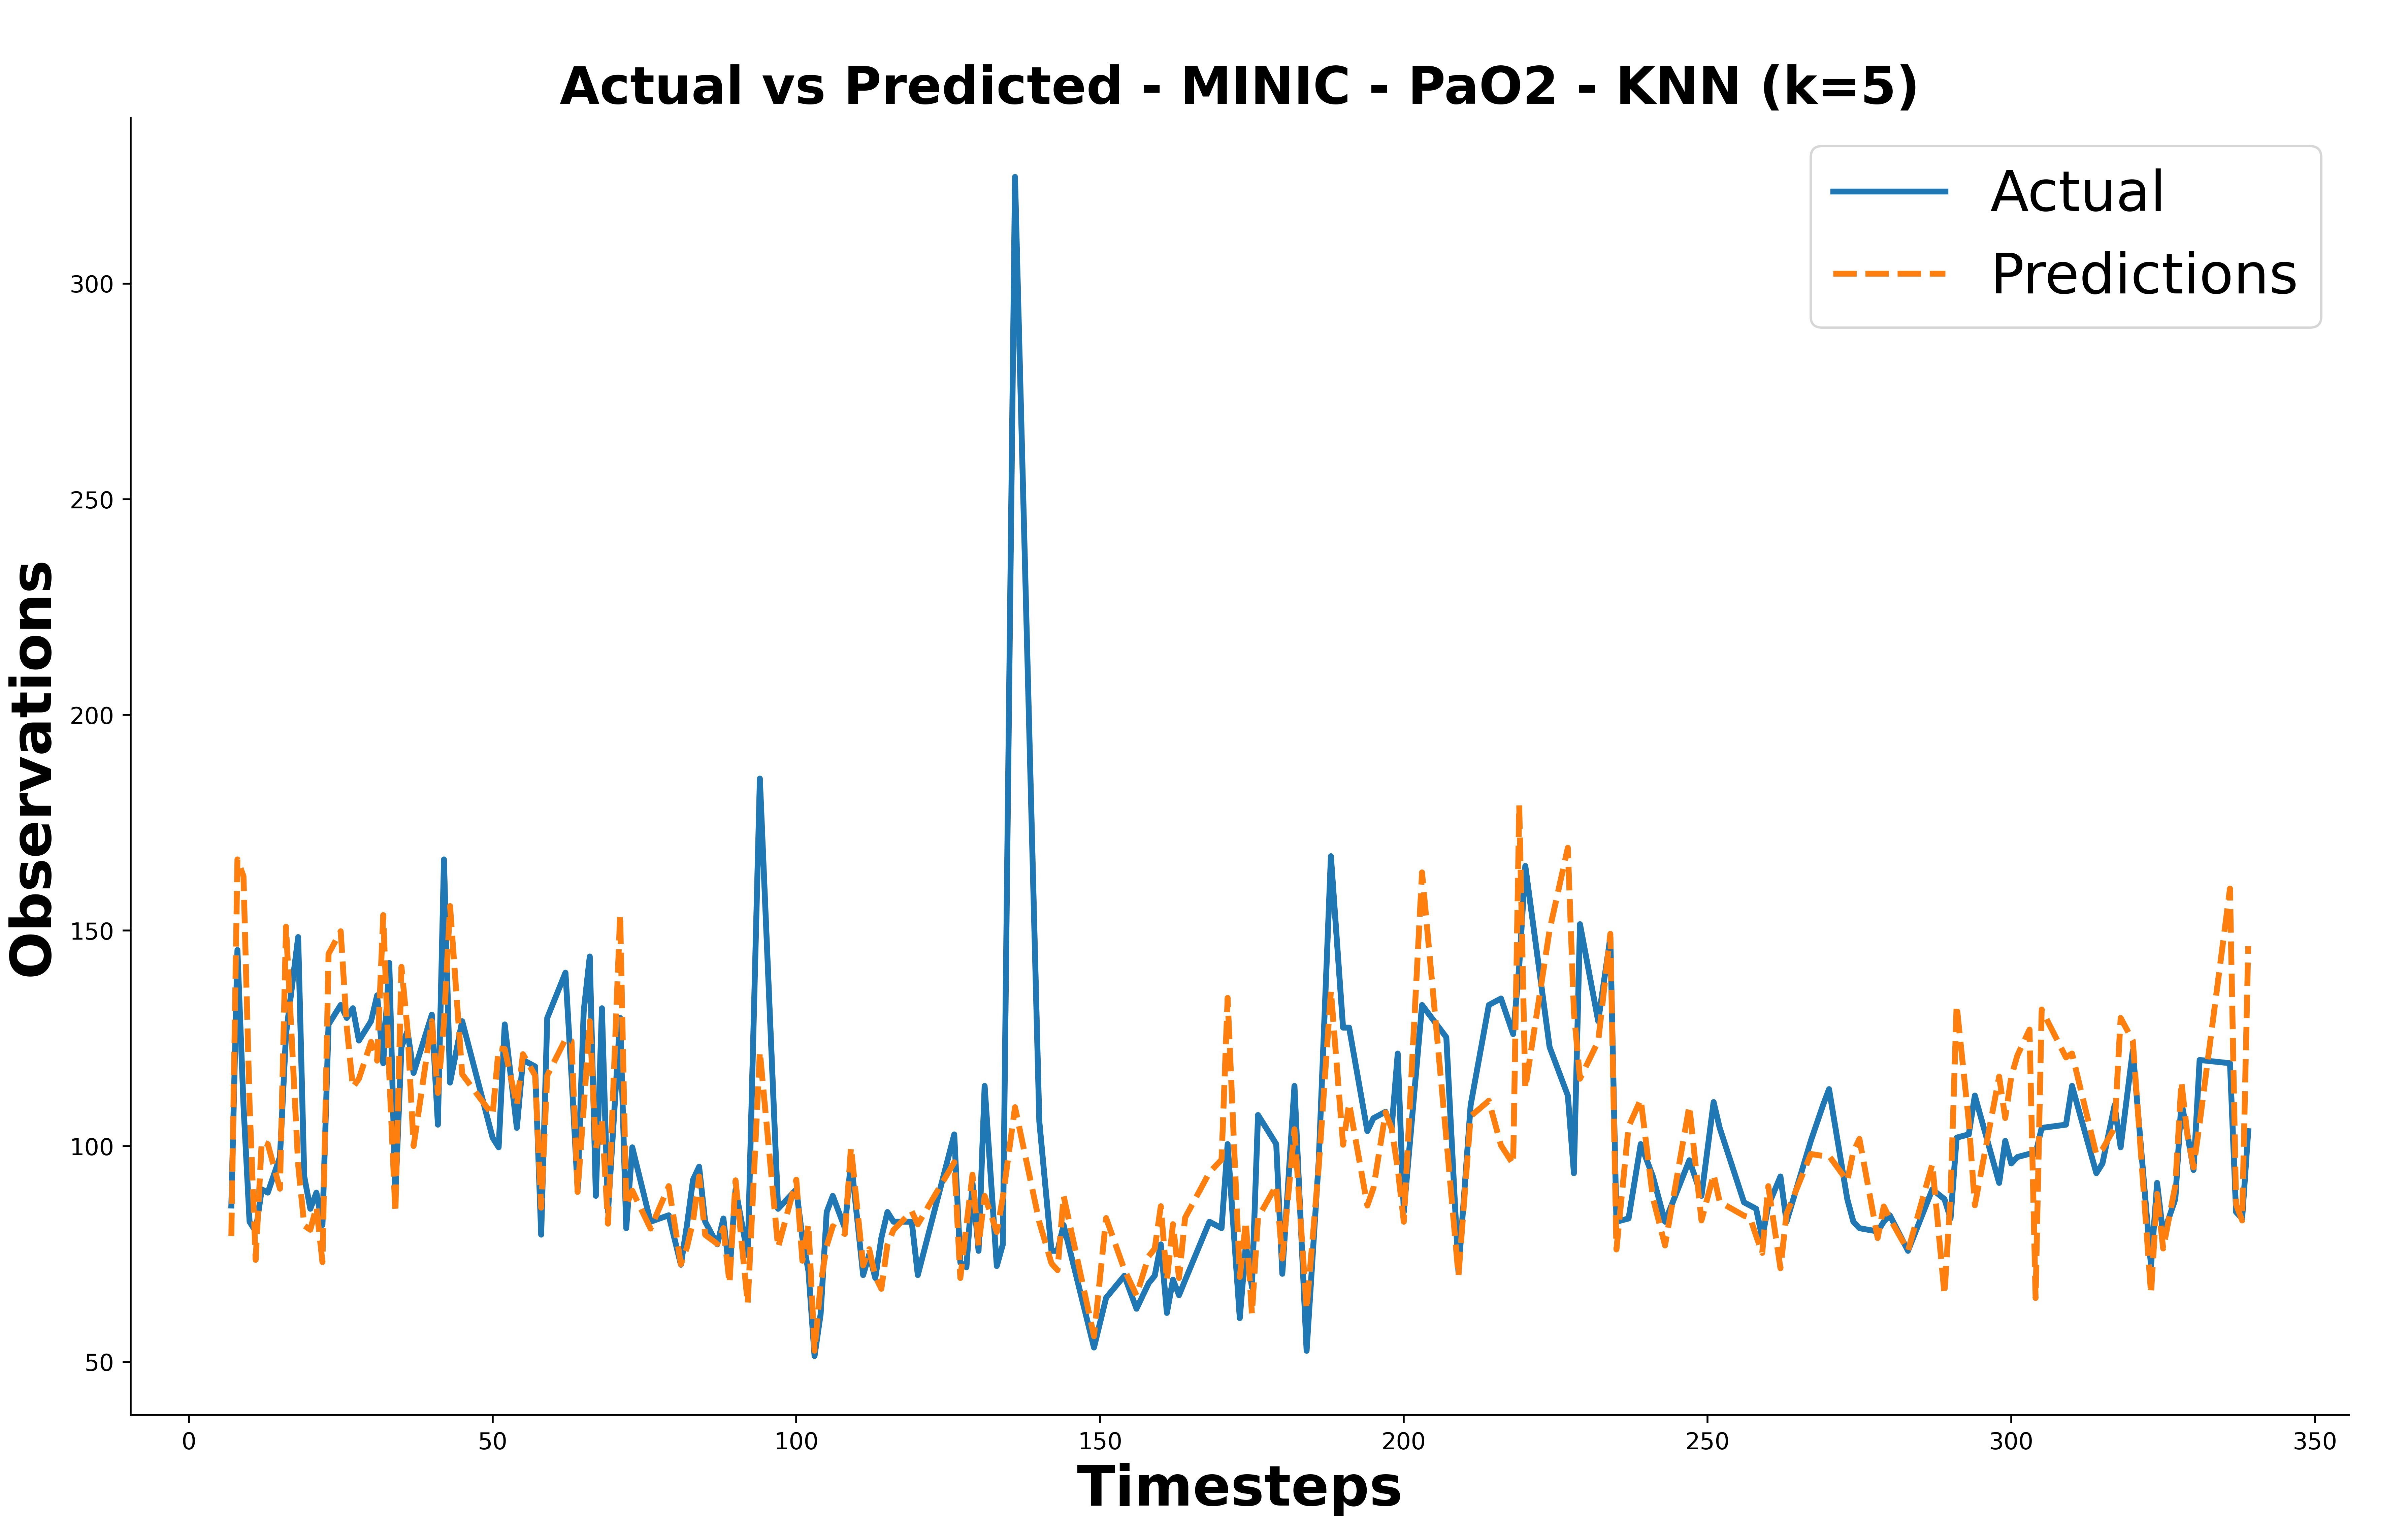 Actual vs Predicted - MINIC - PaO2 - KNN (k=5)
Actual
Predictions
Observations
300
250
200
150
100
50
0 50 100 150 200 250 300 350
Timesteps